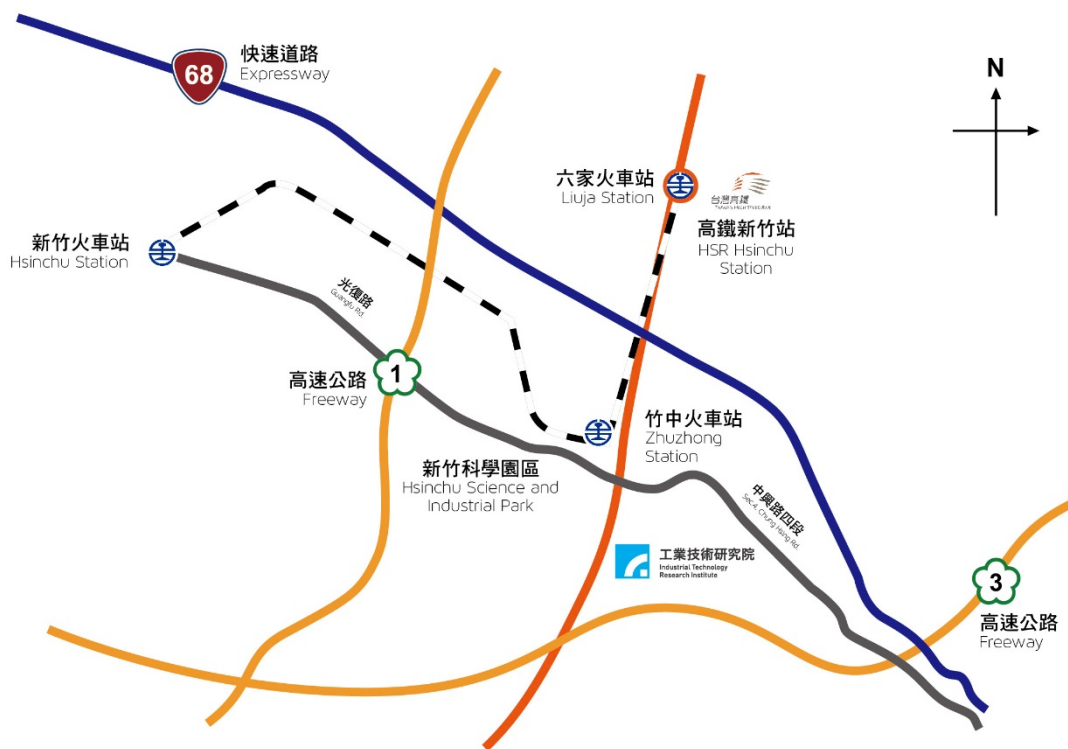 68
快速道路
Expressway
N
六家火車站
Liuja Station
台灣高鐵
高鐵新竹站
HSR Hsinchu
Station
新竹火車站
Hsinchu Station
光復路
Guangfu Rd.
1
高速公路
Freeway
竹中火車站
Zhuzhong
Station
新竹科學園區
Hsinchu Science and
Industrial Park
中興路四段
Sec.4, Chung Hsing Rd.
工業技術研究院
Industrial Technology
Research Institute
3
高速公路
Freeway